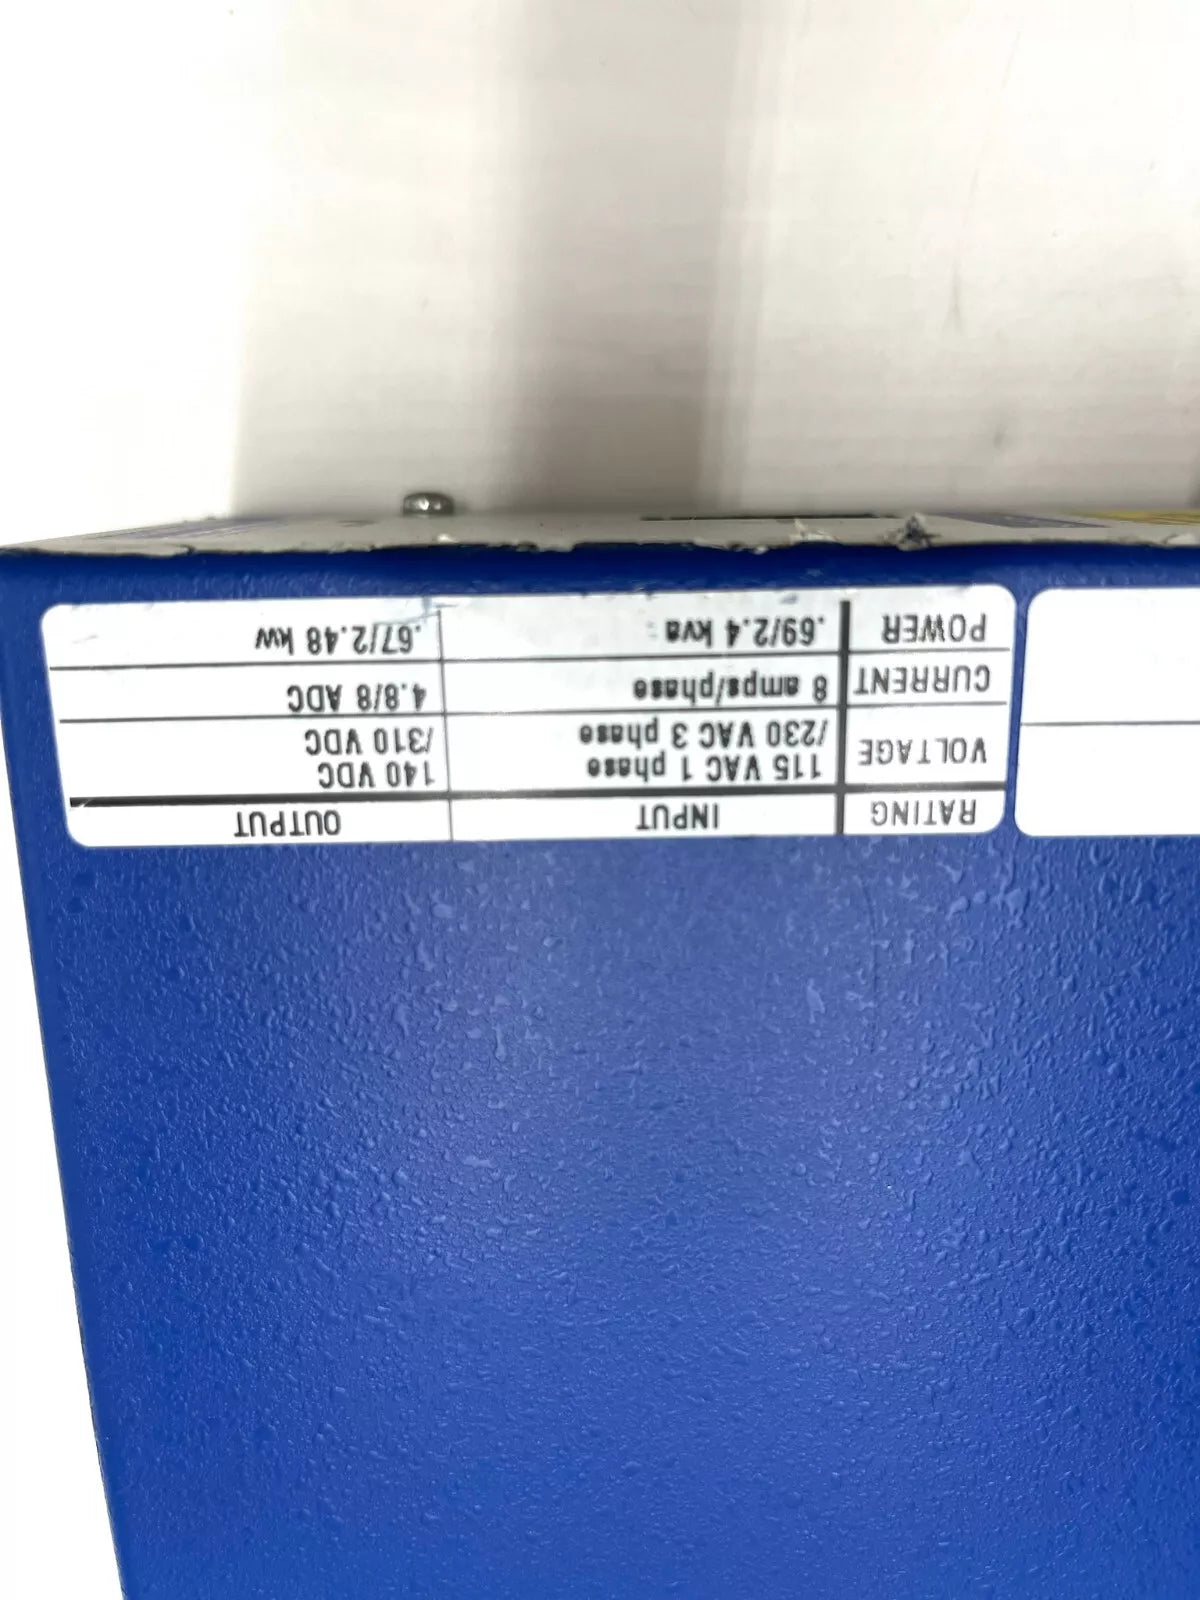 RATING INPUT OUTPUT
VOLTAGE 115 VAC 1 phase 140 VDC
/230 VAC 3 phase /310 VDC
CURRENT 8 amps/phase 4.8/8 ADC
POWER .69/2.4 kva .67/2.48 kw